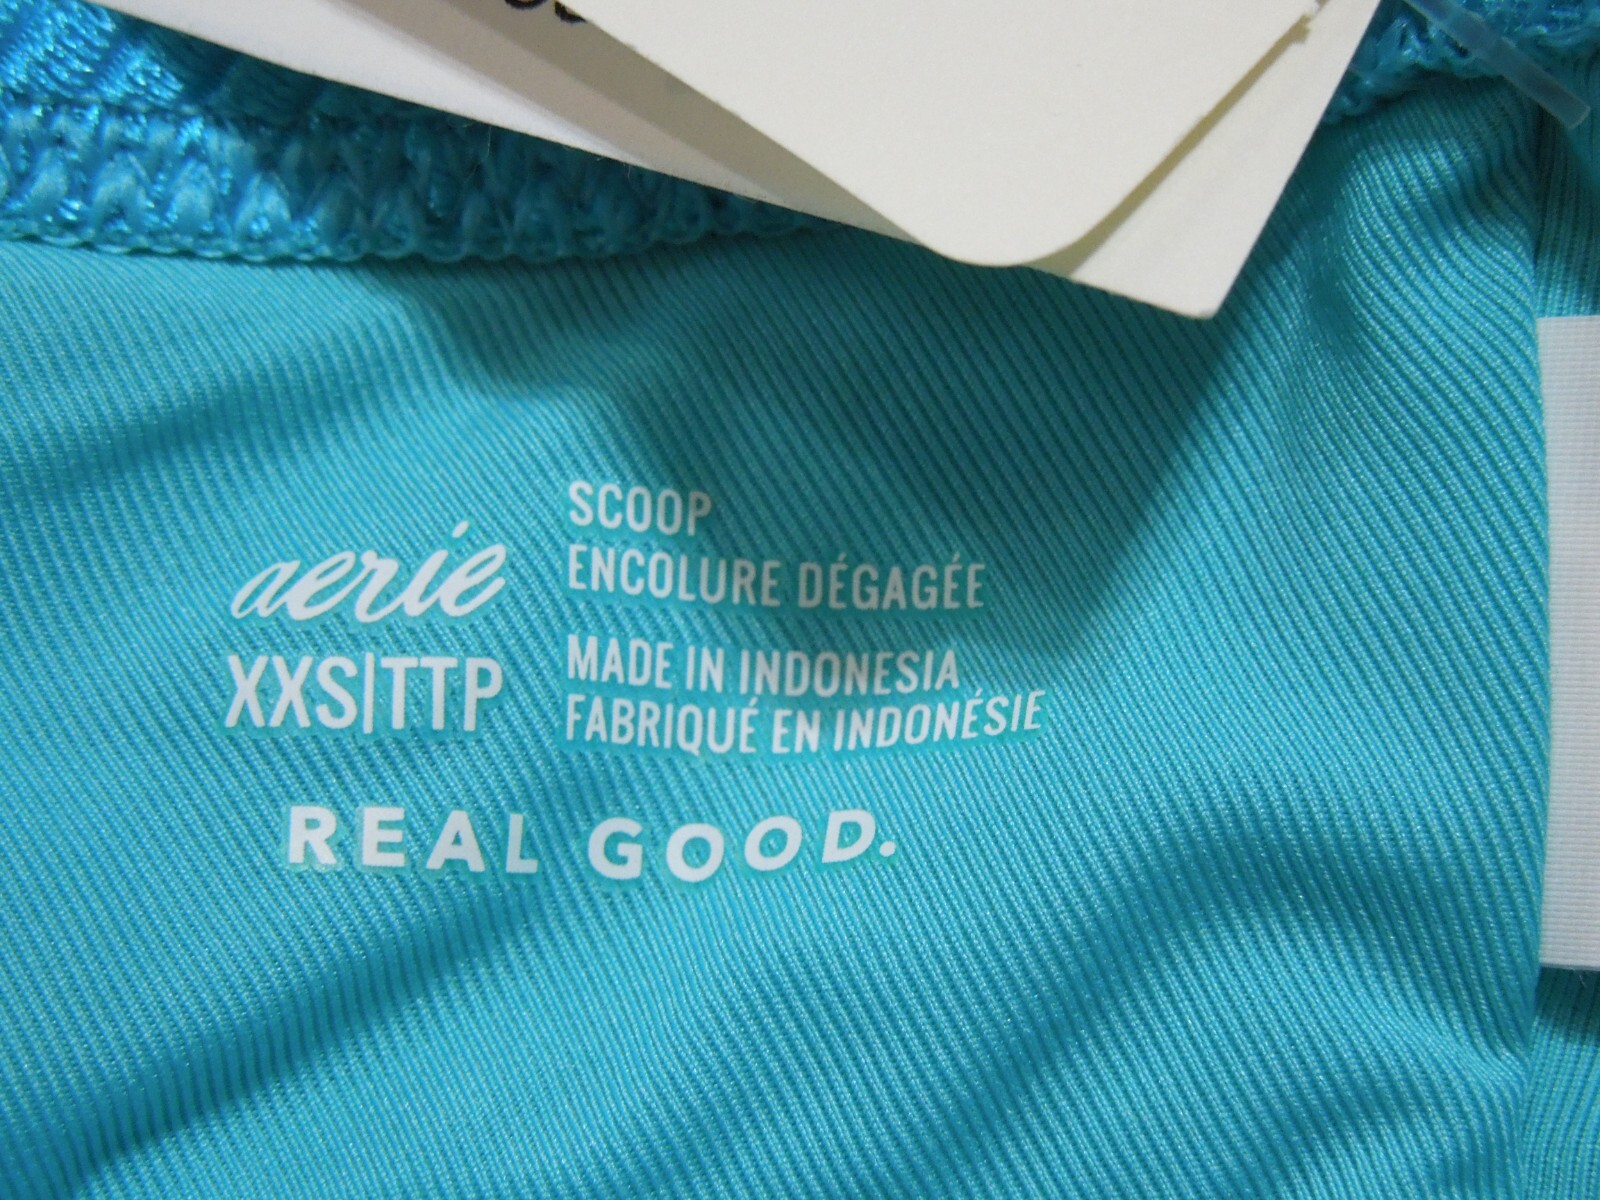 aerie
XXS|TTP
SCOOP
ENCOLURE DÉGAGÉE
MADE IN INDONESIA
FABRIQUÉ EN INDONÉSIE
REAL GOOD.